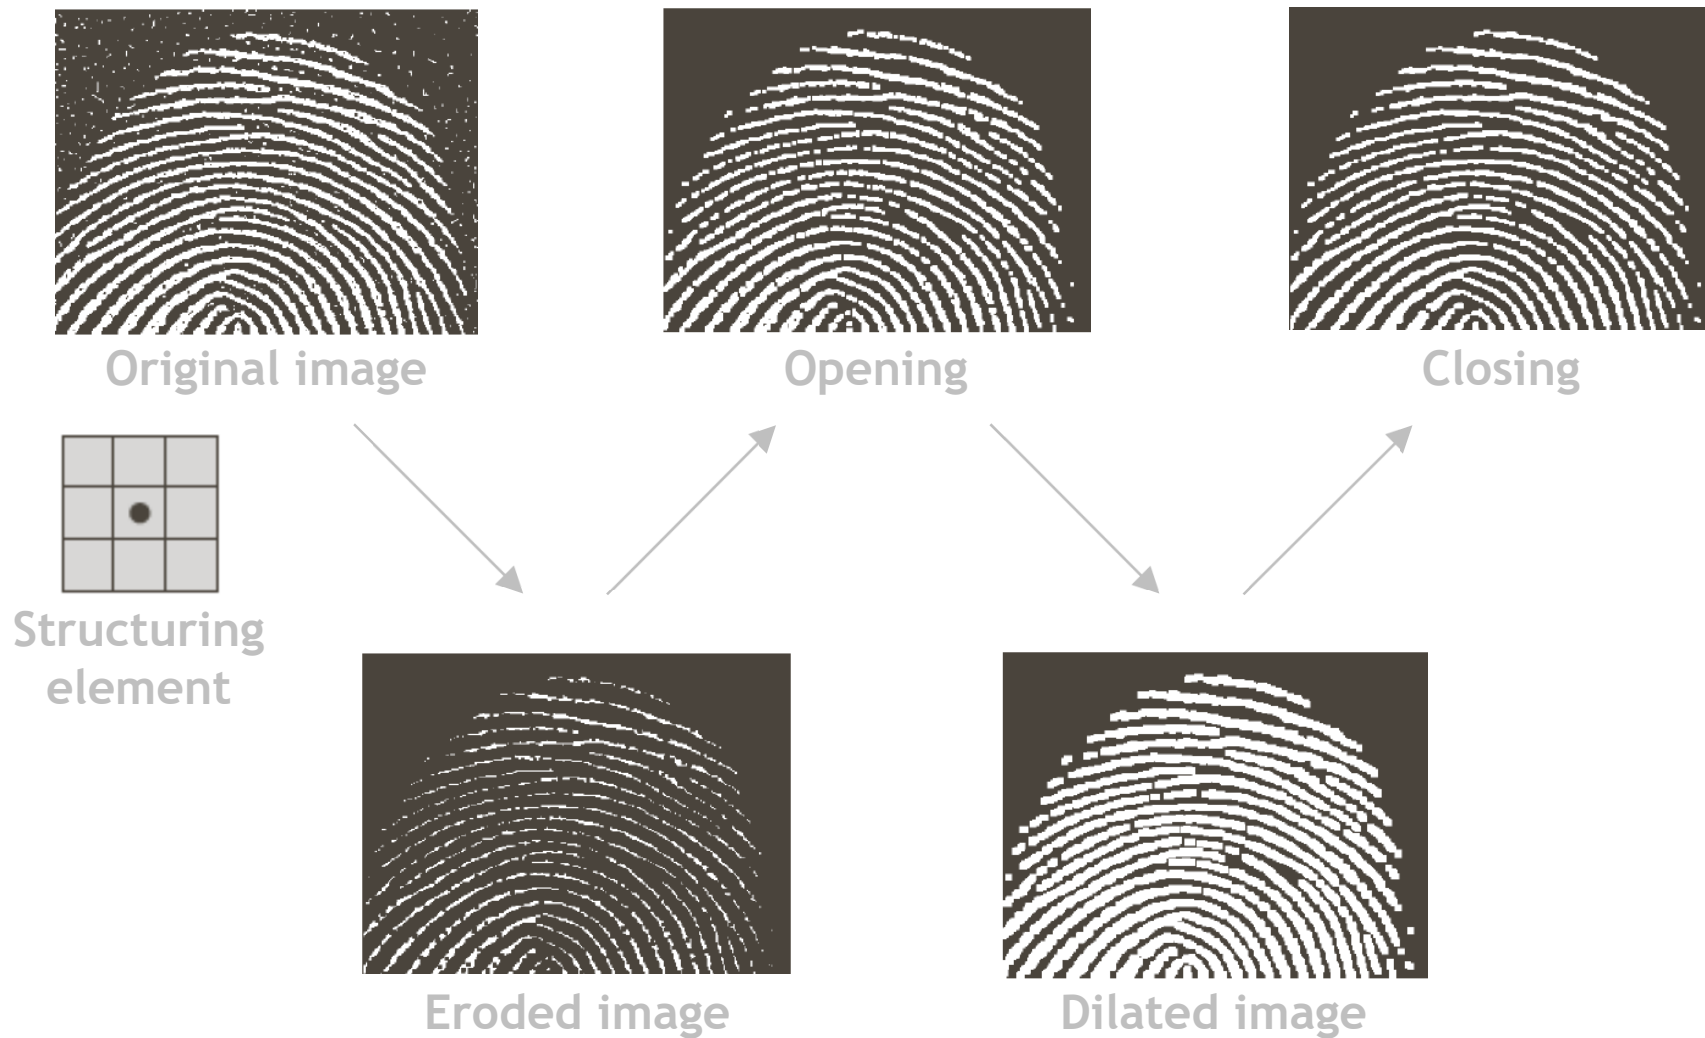 Original image
Opening
Closing
Structuring
element
Eroded image
Dilated image